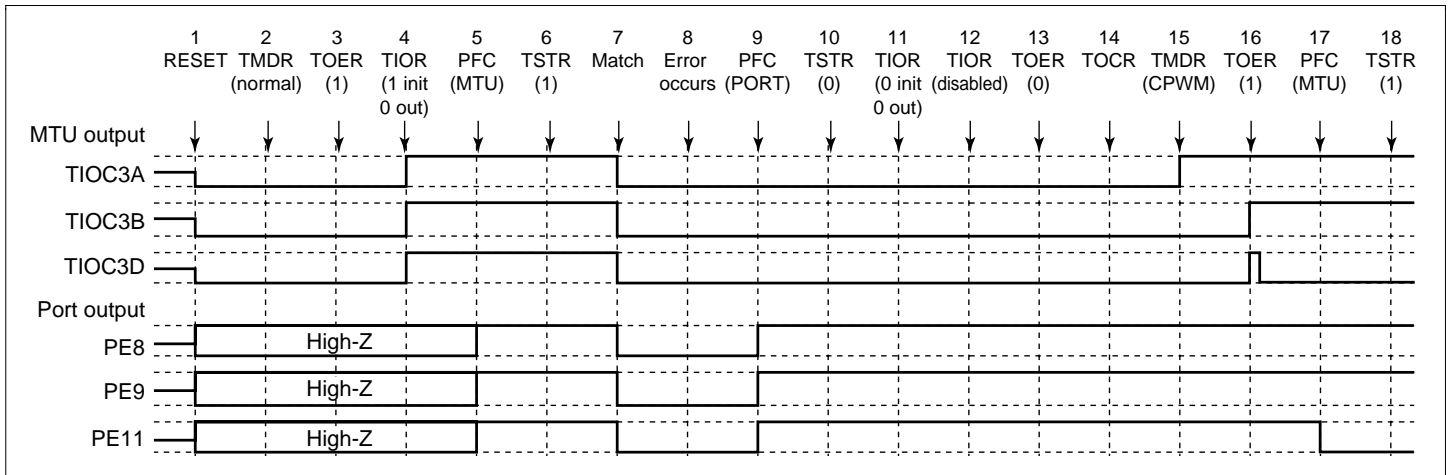 1 2 3 4 5 6 7 8 9 10 11 12 13 14 15 16 17 18
RESET TMDR TOER TIOR PFC TSTR Match Error PFC TSTR TIOR TIOR TOER TOCR TMDR TOER PFC TSTR
(normal) (1) (1 init (MTU) (1) occurs (PORT) (0) (0 init (disabled) (0) (CPWM) (1) (MTU) (1)
0 out) 0 out)
MTU output
TIOC3A
TIOC3B
TIOC3D
Port output
PE8 High-Z
PE9 High-Z
PE11 High-Z